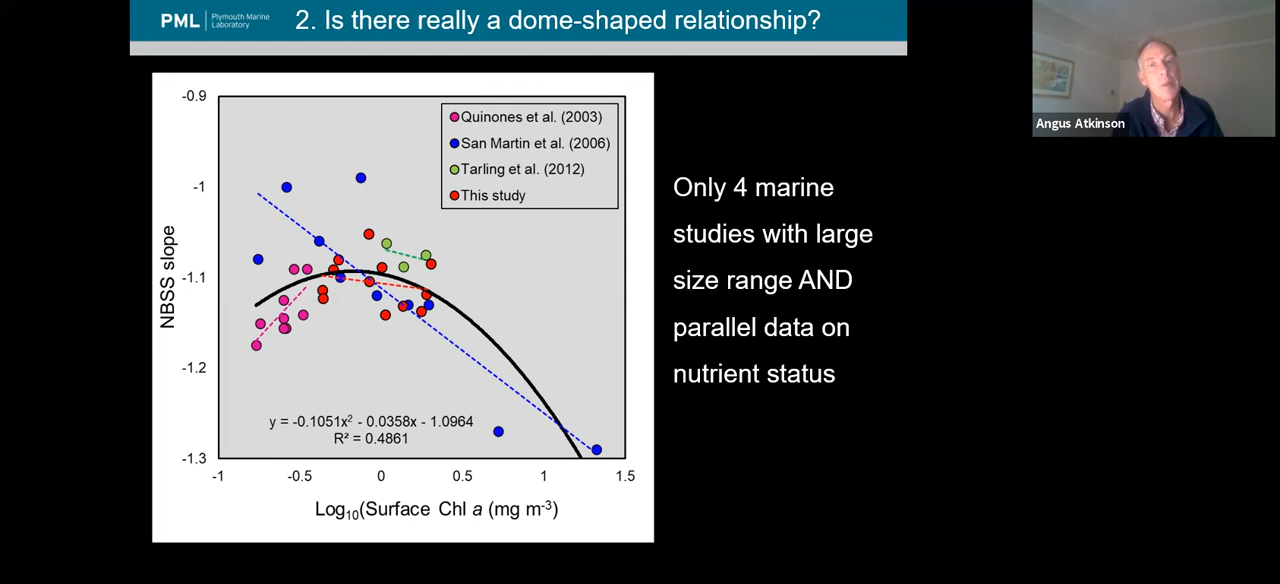 PML | Plymouth Marine
Laboratory
2. Is there really a dome-shaped relationship?
Angus Atkinson
-0.9
-1
-1.1
-1.2
-1.3
NBSS slope
Quinones et al. (2003)
San Martin et al. (2006)
Tarling et al. (2012)
This study
y = -0.1051x² - 0.0358x - 1.0964
R² = 0.4861
-1 -0.5 0 0.5 1 1.5
Log₁₀(Surface Chl a (mg m⁻³)
Only 4 marine
studies with large
size range AND
parallel data on
nutrient status